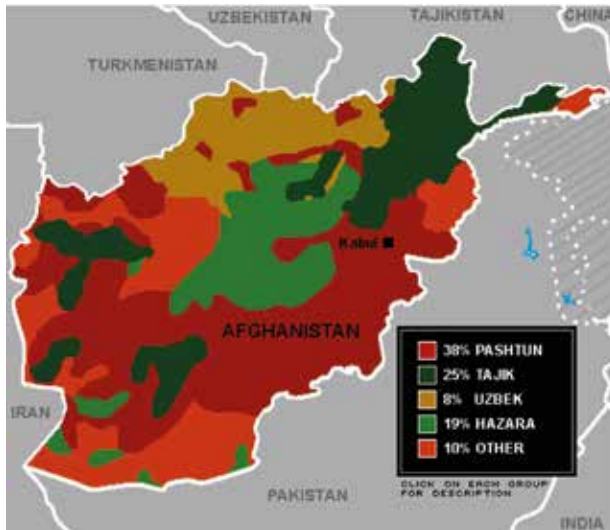 UZBEKISTAN
TAJIKISTAN
CHINA
TURKMENISTAN
Kabul
AFGHANISTAN
38% PASHTUN
25% TAJIK
8% UZBEK
19% HAZARA
10% OTHER
IRAN
CLICK ON EACH GROUP
FOR DESCRIPTION
PAKISTAN
INDIA